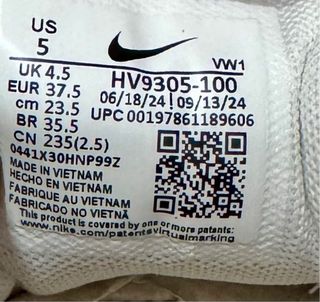 US
5
VW1
UK 4.5
HV9305-100
EUR 37.5
06/18/24 | 09/13/24
cm 23.5
UPC 00197861189606
BR 35.5
CN 235(2.5)
0441X30HNP99Z
MADE IN VIETNAM
HECHO EN VIETNAM
FABRIQUE AU VIETNAM
FABRICADO NO VIETNÃ
This product is covered by one or more patents:
www.nike.com/patentsvirtualmarking